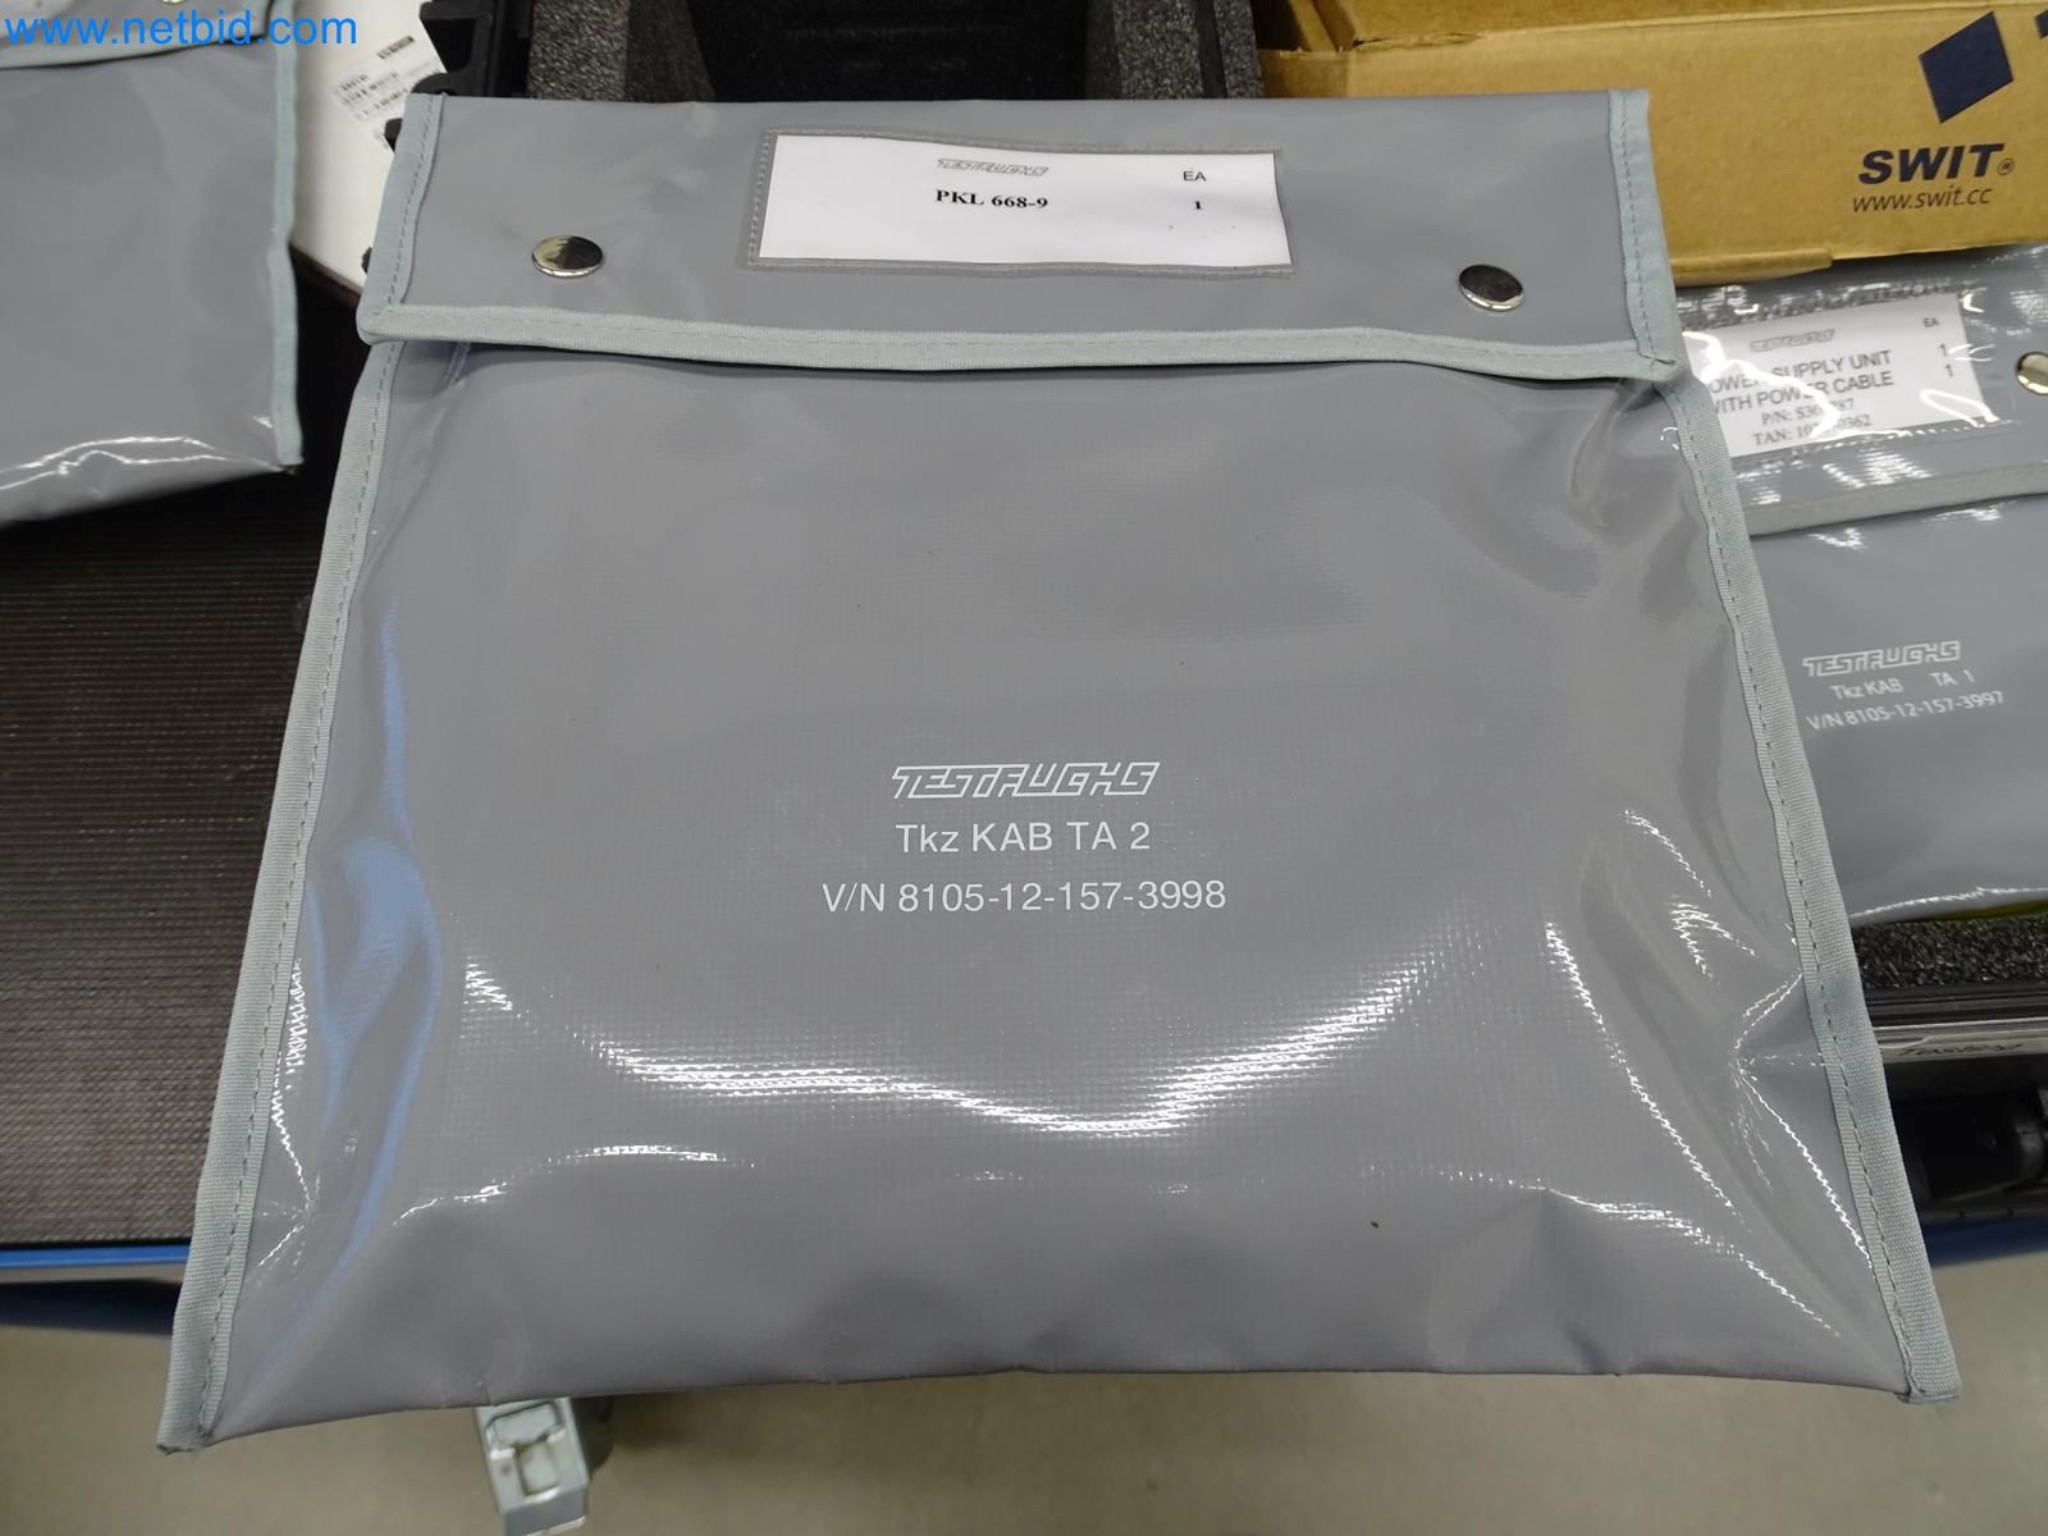 www.netbid.com
TESTFUCHS EA
PKL 668-9 1
TESTFUCHS
Tkz KAB TA 2
V/N 8105-12-157-3998
SWIT®
www.swit.cc
TESTFUCHS EA
POWER SUPPLY UNIT 1
WITH POWER CABLE 1
P/N:
TAN:
TESTFUCHS
Tkz KAB TA 1
V/N 8105-12-157-3997